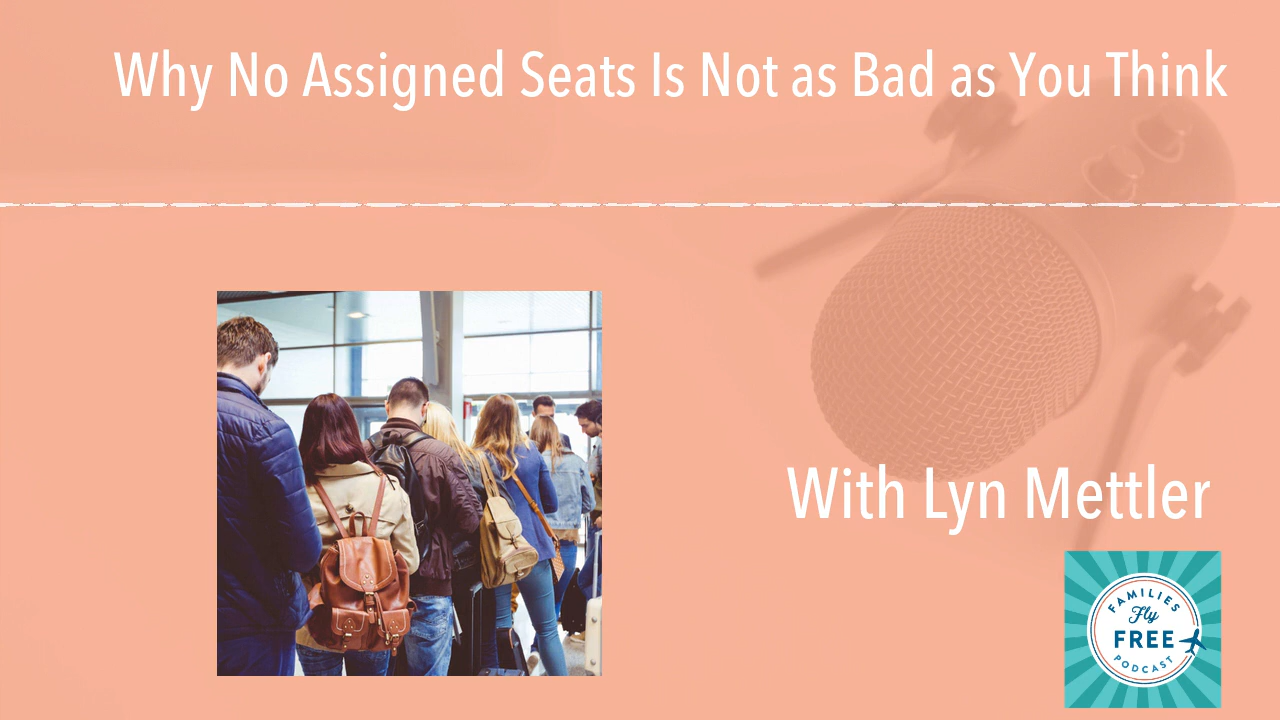 Why No Assigned Seats Is Not as Bad as You Think
With Lyn Mettler
FAMILIES
Fly
FREE
PODCAST